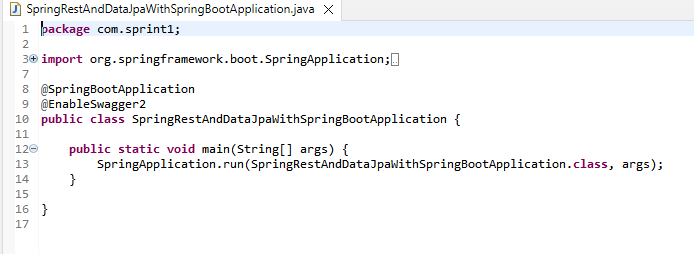 SpringRestAndDataJpaWithSpringBootApplication.java
1 package com.sprint1;
2
3 import org.springframework.boot.SpringApplication;
7
8 @SpringBootApplication
9 @EnableSwagger2
10 public class SpringRestAndDataJpaWithSpringBootApplication {
11
12 public static void main(String[] args) {
13 SpringApplication.run(SpringRestAndDataJpaWithSpringBootApplication.class, args);
14 }
15
16 }
17